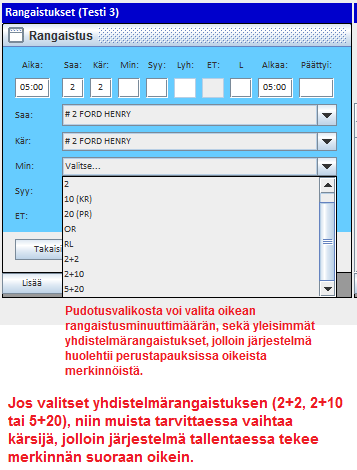 Rangaistukset (Testi 3)
Rangaistus
Aika: Saa: Kär: Min: Syy: Lyh: ET: L Alkaa: Päättyi:
05:00 2 2 05:00
Saa: # 2 FORD HENRY
Kär: # 2 FORD HENRY
Min: Valitse...
Syy: 2
10 (KR)
ET: 20 (PR)
OR
RL
Takaisi 2+2
2+10
Lisää 5+20
Pudotusvalikosta voi valita oikean
rangaistusminuuttimäärän, sekä yleisimmät
yhdistelmärangaistukset, jolloin järjestelmä
huolehtii perustapauksissa oikeista
merkinnöistä.
Jos valitset yhdistelmärangaistuksen (2+2, 2+10
tai 5+20), niin muista tarvittaessa vaihtaa
kärsijä, jolloin järjestelmä tallentaessa tekee
merkinnän suoraan oikein.